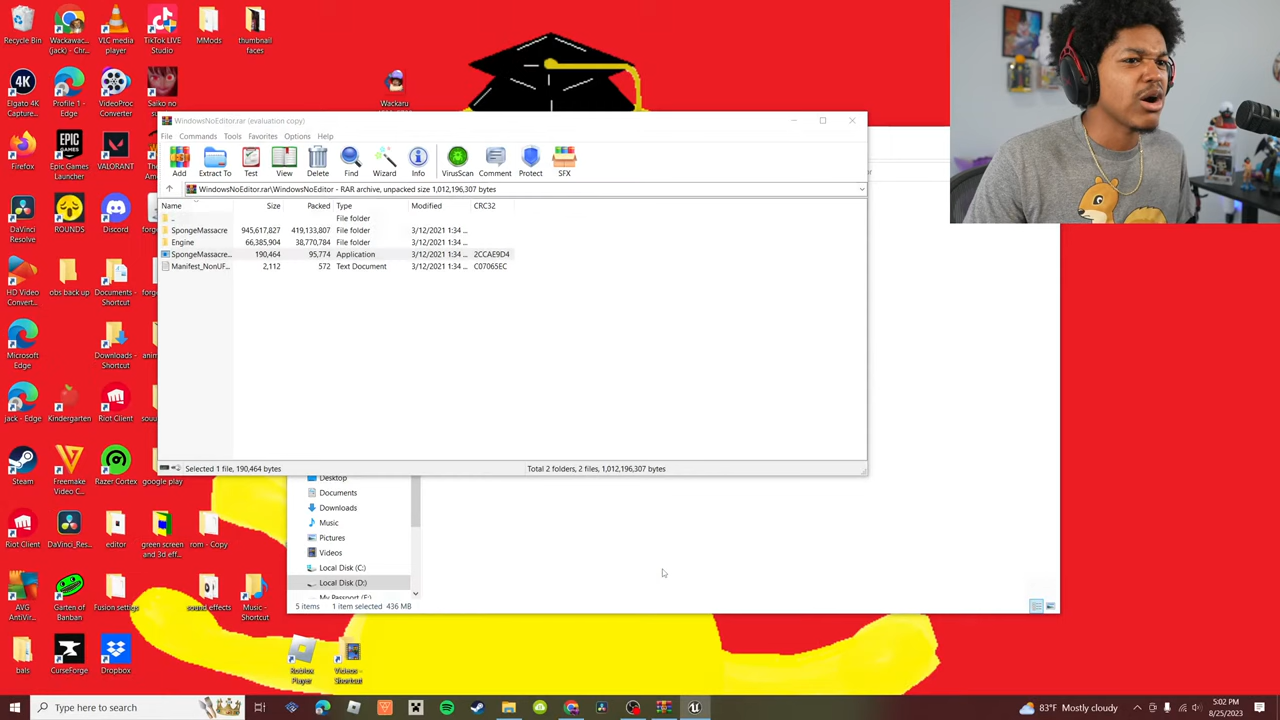 Recycle Bin
Wackawac...
(jack) - Chr...
VLC media
player
TikTok LIVE
Studio
MMods
thumbnail
faces
Elgato 4K
Capture...
Profile 1 -
Edge
VideoProc
Converter
Saiko no
Wackaru
Firefox
Epic Games
Launcher
VALORANT
DaVinci
Resolve
ROUNDS
Discord
HD Video
Convert...
obs back up
Documents -
Shortcut
Microsoft
Edge
Downloads -
Shortcut
jack - Edge
Kindergarten
Riot Client
Steam
Freemake
Video C...
Razer Cortex
google play
Riot Client
DaVinci_Res...
editor
green screen
and 3d eff...
rom - Copy
AVG
AntiVir...
Garten of
Banban
Fusion settigs
sound effects
Music -
Shortcut
bals
CurseForge
Dropbox
Roblox
Player
Videos -
Shortcut
WindowsNoEditor.rar (evaluation copy)
File Commands Tools Favorites Options Help
Add Extract To Test View Delete Find Wizard Info VirusScan Comment Protect SFX
WindowsNoEditor.rar\WindowsNoEditor - RAR archive, unpacked size 1,012,196,307 bytes
Name Size Packed Type Modified CRC32
.. File folder
SpongeMassacre 945,617,827 419,133,807 File folder 3/12/2021 1:34 ...
Engine 66,385,904 38,770,784 File folder 3/12/2021 1:34 ...
SpongeMassacre... 190,464 95,774 Application 3/12/2021 1:34 ... 2CCAE9D4
Manifest_NonUF... 2,112 572 Text Document 3/12/2021 1:34 ... C07065EC
Selected 1 file, 190,464 bytes
Total 2 folders, 2 files, 1,012,196,307 bytes
Desktop
Documents
Downloads
Music
Pictures
Videos
Local Disk (C:)
Local Disk (D:)
My Passport (F:)
5 items 1 item selected 436 MB
Type here to search
83°F Mostly cloudy
5:02 PM
8/25/2023